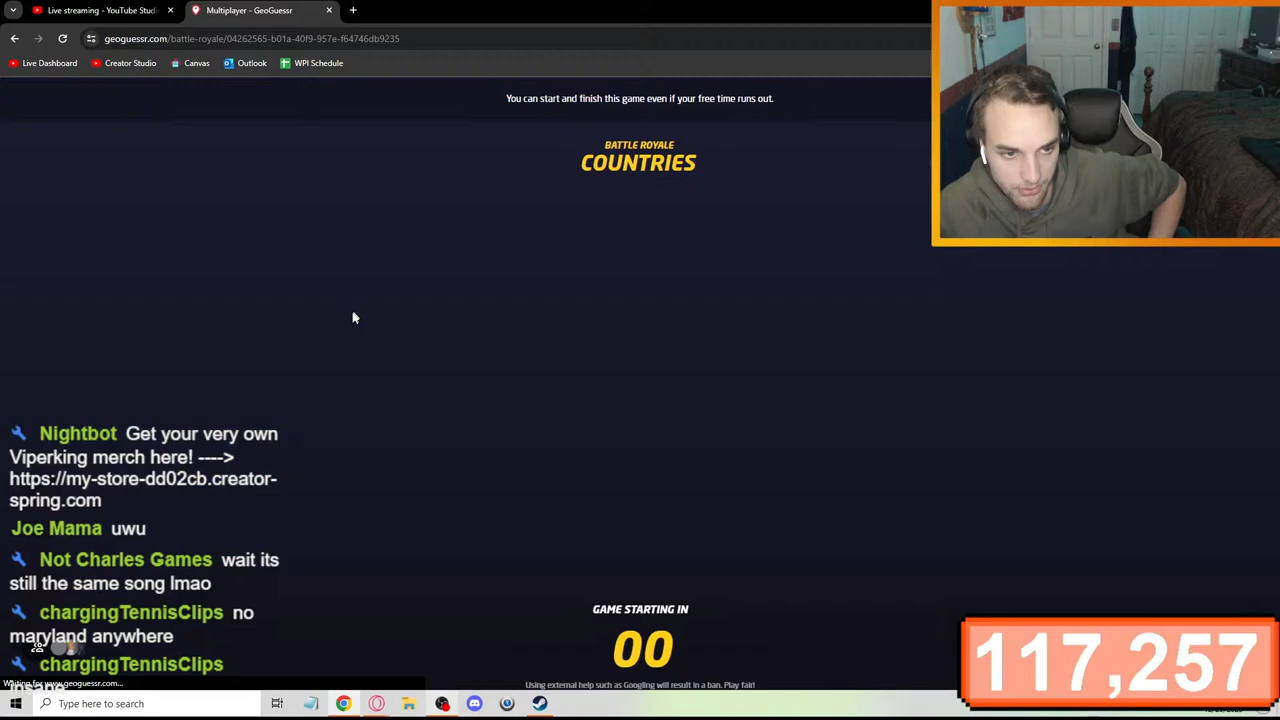 Live streaming - YouTube Studi
Multiplayer - GeoGuessr
geoguessr.com/battle-royale/04262565-b01a-40f9-957e-f64746db9235
Live Dashboard
Creator Studio
Canvas
Outlook
WPI Schedule
You can start and finish this game even if your free time runs out.
BATTLE ROYALE
COUNTRIES
Nightbot Get your very own
Viperking merch here! ---->
https://my-store-dd02cb.creator-
spring.com
Joe Mama uwu
Not Charles Games wait its
still the same song lmao
chargingTennisClips no
maryland anywhere
chargingTennisClips
GAME STARTING IN
00
Using external help such as Googling will result in a ban. Play fair!
Waiting for www.geoguessr.com...
Type here to search
117,257